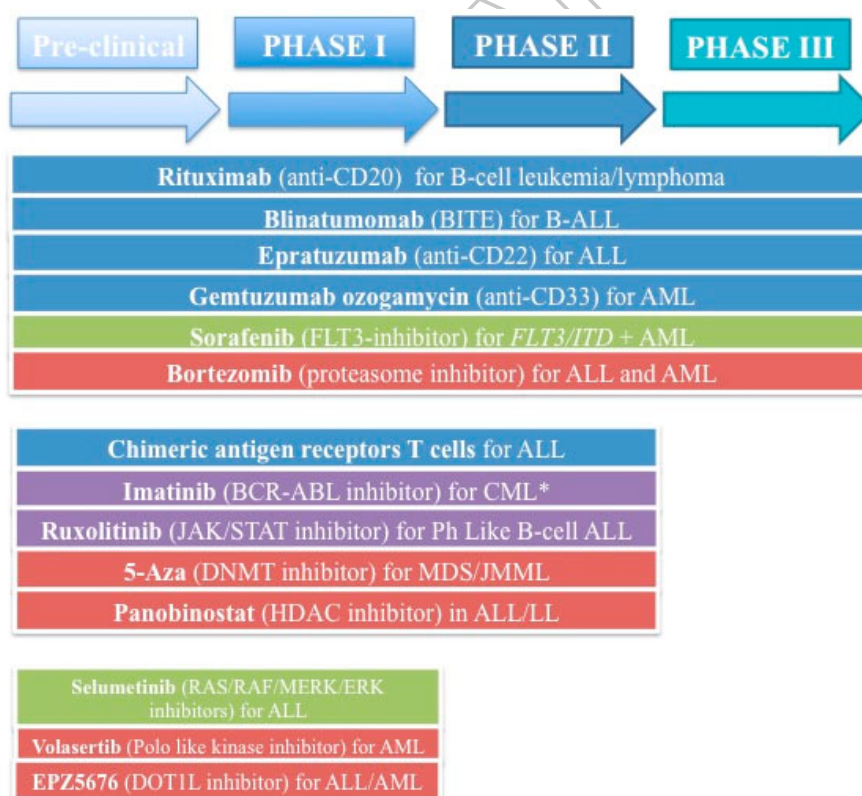 Pre-clinical PHASE I PHASE II PHASE III
Rituximab (anti-CD20) for B-cell leukemia/lymphoma
Blinatumomab (BITE) for B-ALL
Epratuzumab (anti-CD22) for ALL
Gemtuzumab ozogamycin (anti-CD33) for AML
Sorafenib (FLT3-inhibitor) for FLT3/ITD + AML
Bortezomib (proteasome inhibitor) for ALL and AML
Chimeric antigen receptors T cells for ALL
Imatinib (BCR-ABL inhibitor) for CML*
Ruxolitinib (JAK/STAT inhibitor) for Ph Like B-cell ALL
5-Aza (DNMT inhibitor) for MDS/JMML
Panobinostat (HDAC inhibitor) in ALL/LL
Selumetinib (RAS/RAF/MERK/ERK
inhibitors) for ALL
Volasertib (Polo like kinase inhibitor) for AML
EPZ5676 (DOT1L inhibitor) for ALL/AML